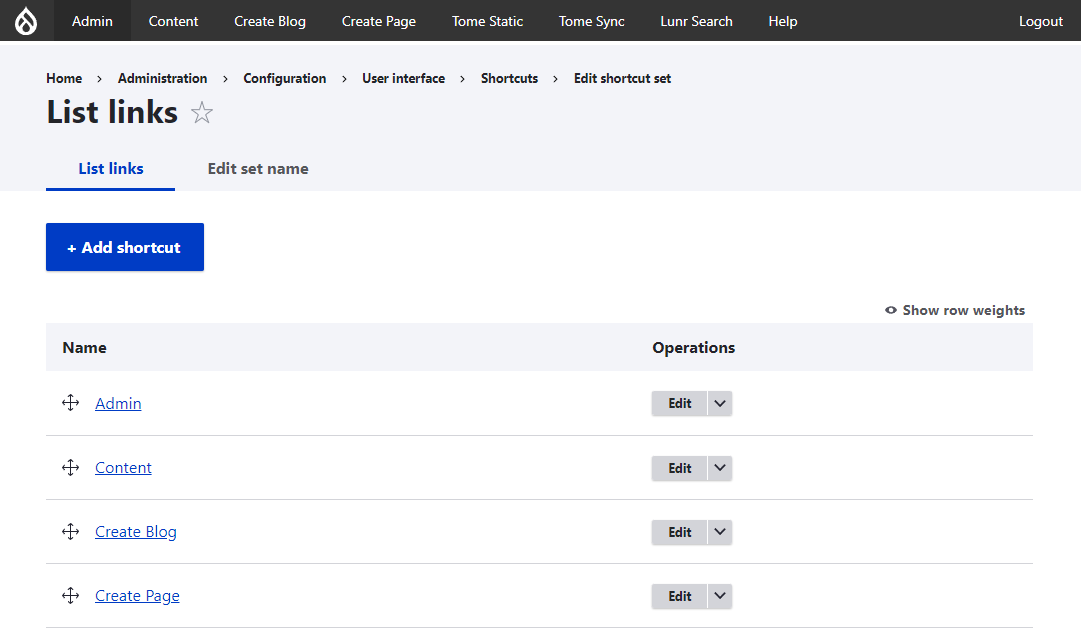 Admin Content Create Blog Create Page Tome Static Tome Sync Lunr Search Help Logout
Home › Administration › Configuration › User interface › Shortcuts › Edit shortcut set
List links
List links Edit set name
+ Add shortcut
Show row weights
Name Operations
Admin Edit
Content Edit
Create Blog Edit
Create Page Edit